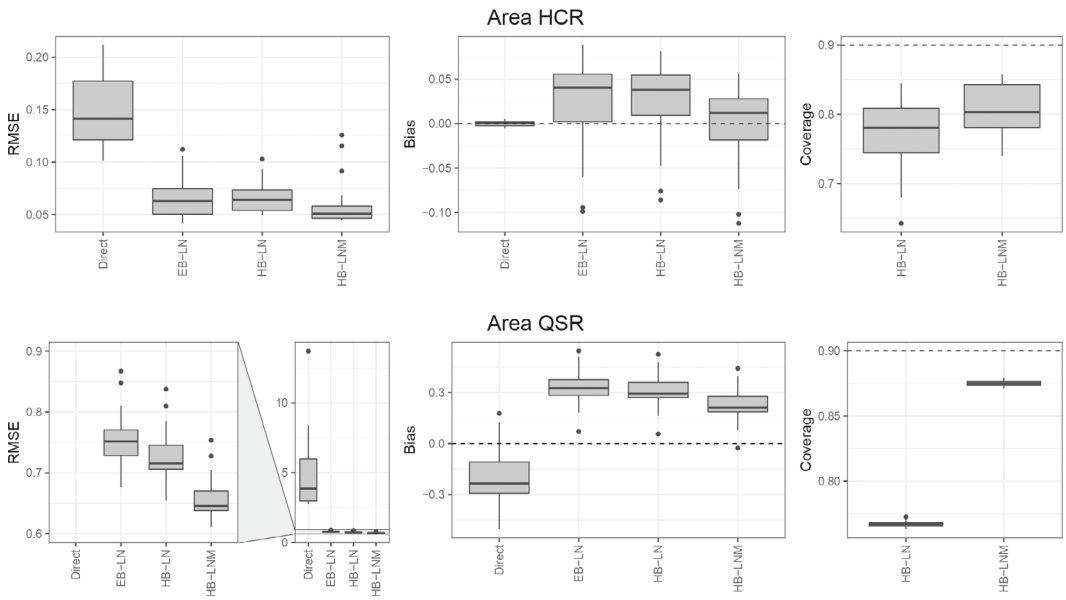 Area HCR
RMSE
0.20
0.15
0.10
0.05
Direct
EB−LN
HB−LN
HB−LNM
Bias
0.05
0.00
−0.05
−0.10
Direct
EB−LN
HB−LN
HB−LNM
Coverage
0.9
0.8
0.7
HB−LN
HB−LNM
Area QSR
RMSE
0.9
0.8
0.7
0.6
Direct
EB−LN
HB−LN
HB−LNM
10
5
0
Direct
EB−LN
HB−LN
HB−LNM
Bias
0.3
0.0
−0.3
Direct
EB−LN
HB−LN
HB−LNM
Coverage
0.90
0.85
0.80
HB−LN
HB−LNM